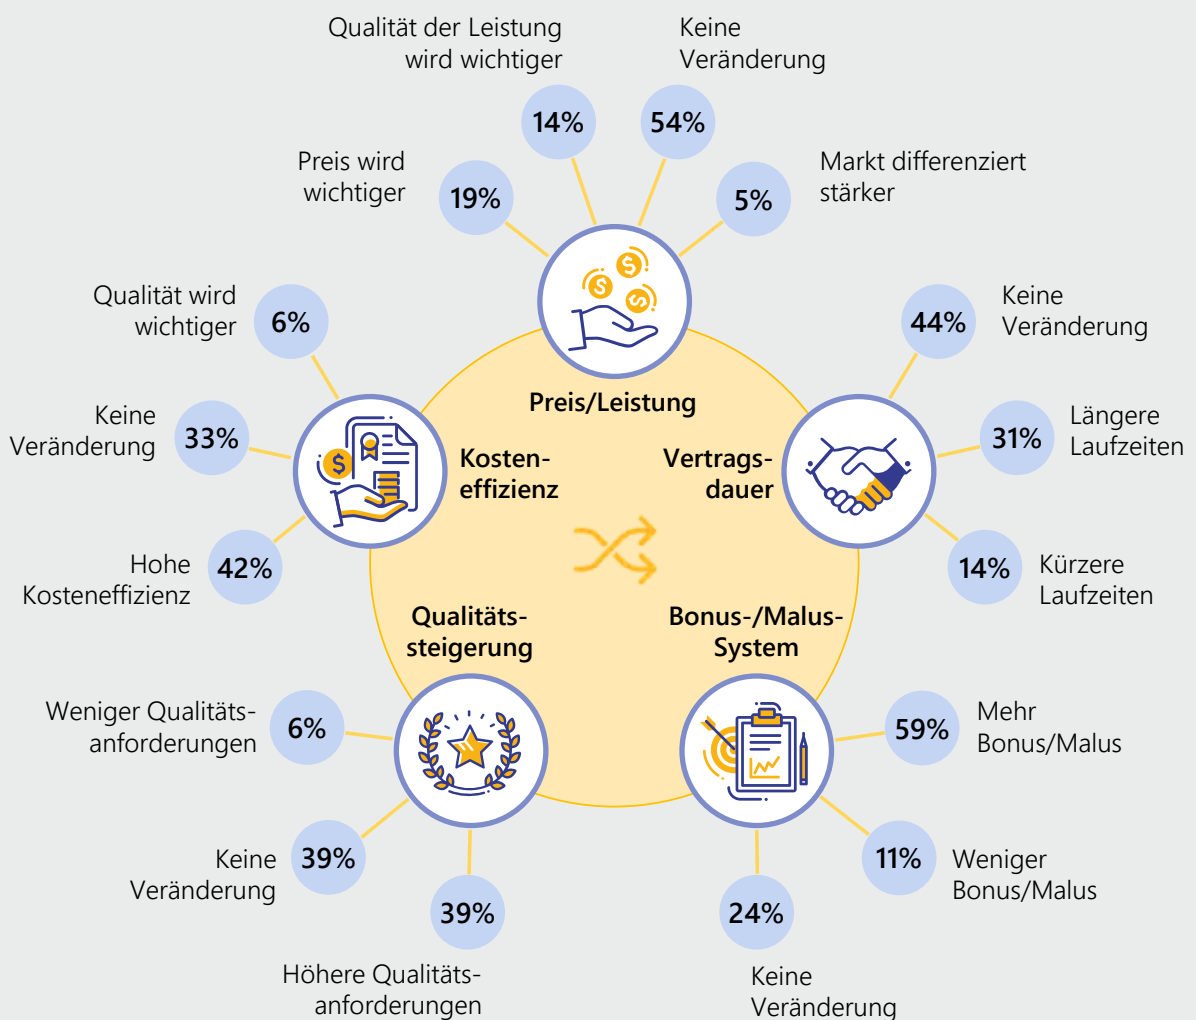 Qualität der Leistung
wird wichtiger
14%
Keine
Veränderung
54%
Preis wird
wichtiger
19%
Markt differenziert
stärker
5%
Preis/Leistung
Qualität wird
wichtiger
6%
Keine
Veränderung
33%
Hohe
Kosteneffizienz
42%
Kosten-
effizienz
Vertrags-
dauer
Keine
Veränderung
44%
Längere
Laufzeiten
31%
Kürzere
Laufzeiten
14%
Qualitäts-
steigerung
Weniger Qualitäts-
anforderungen
6%
Keine
Veränderung
39%
Höhere Qualitäts-
anforderungen
39%
Bonus-/Malus-
System
Mehr
Bonus/Malus
59%
Weniger
Bonus/Malus
11%
Keine
Veränderung
24%